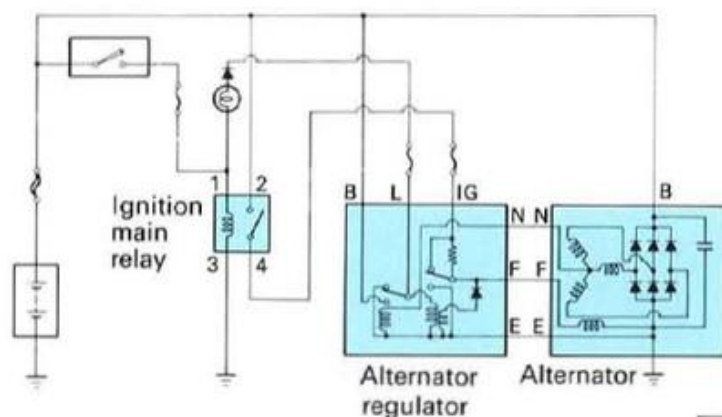 1 2
Ignition
main
relay
3 4
B L IG
N N
F F
E E
B
Alternator
regulator
Alternator